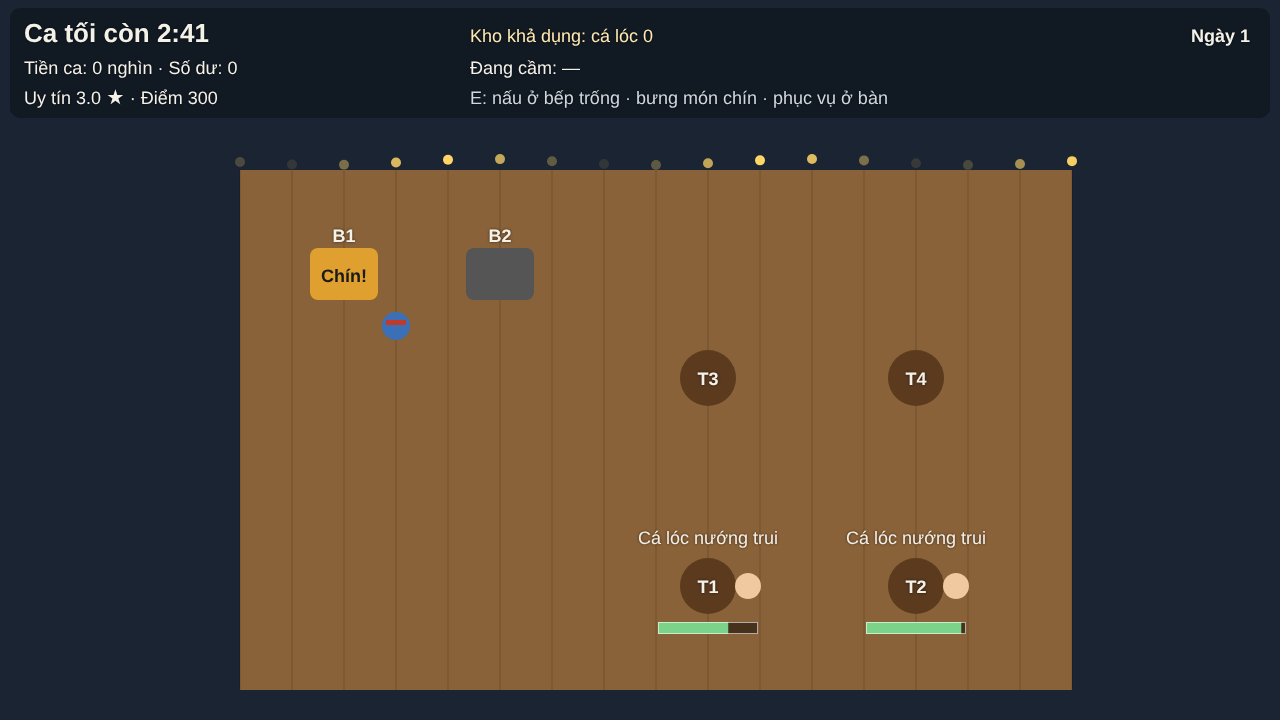 Ca tối còn 2:41
Tiền ca: 0 nghìn · Số dư: 0
Uy tín 3.0 ★ · Điểm 300
Kho khả dụng: cá lóc 0
Đang cầm: —
E: nấu ở bếp trống · bưng món chín · phục vụ ở bàn
Ngày 1
B1
B2
Chín!
T3
T4
Cá lóc nướng trui
Cá lóc nướng trui
T1
T2